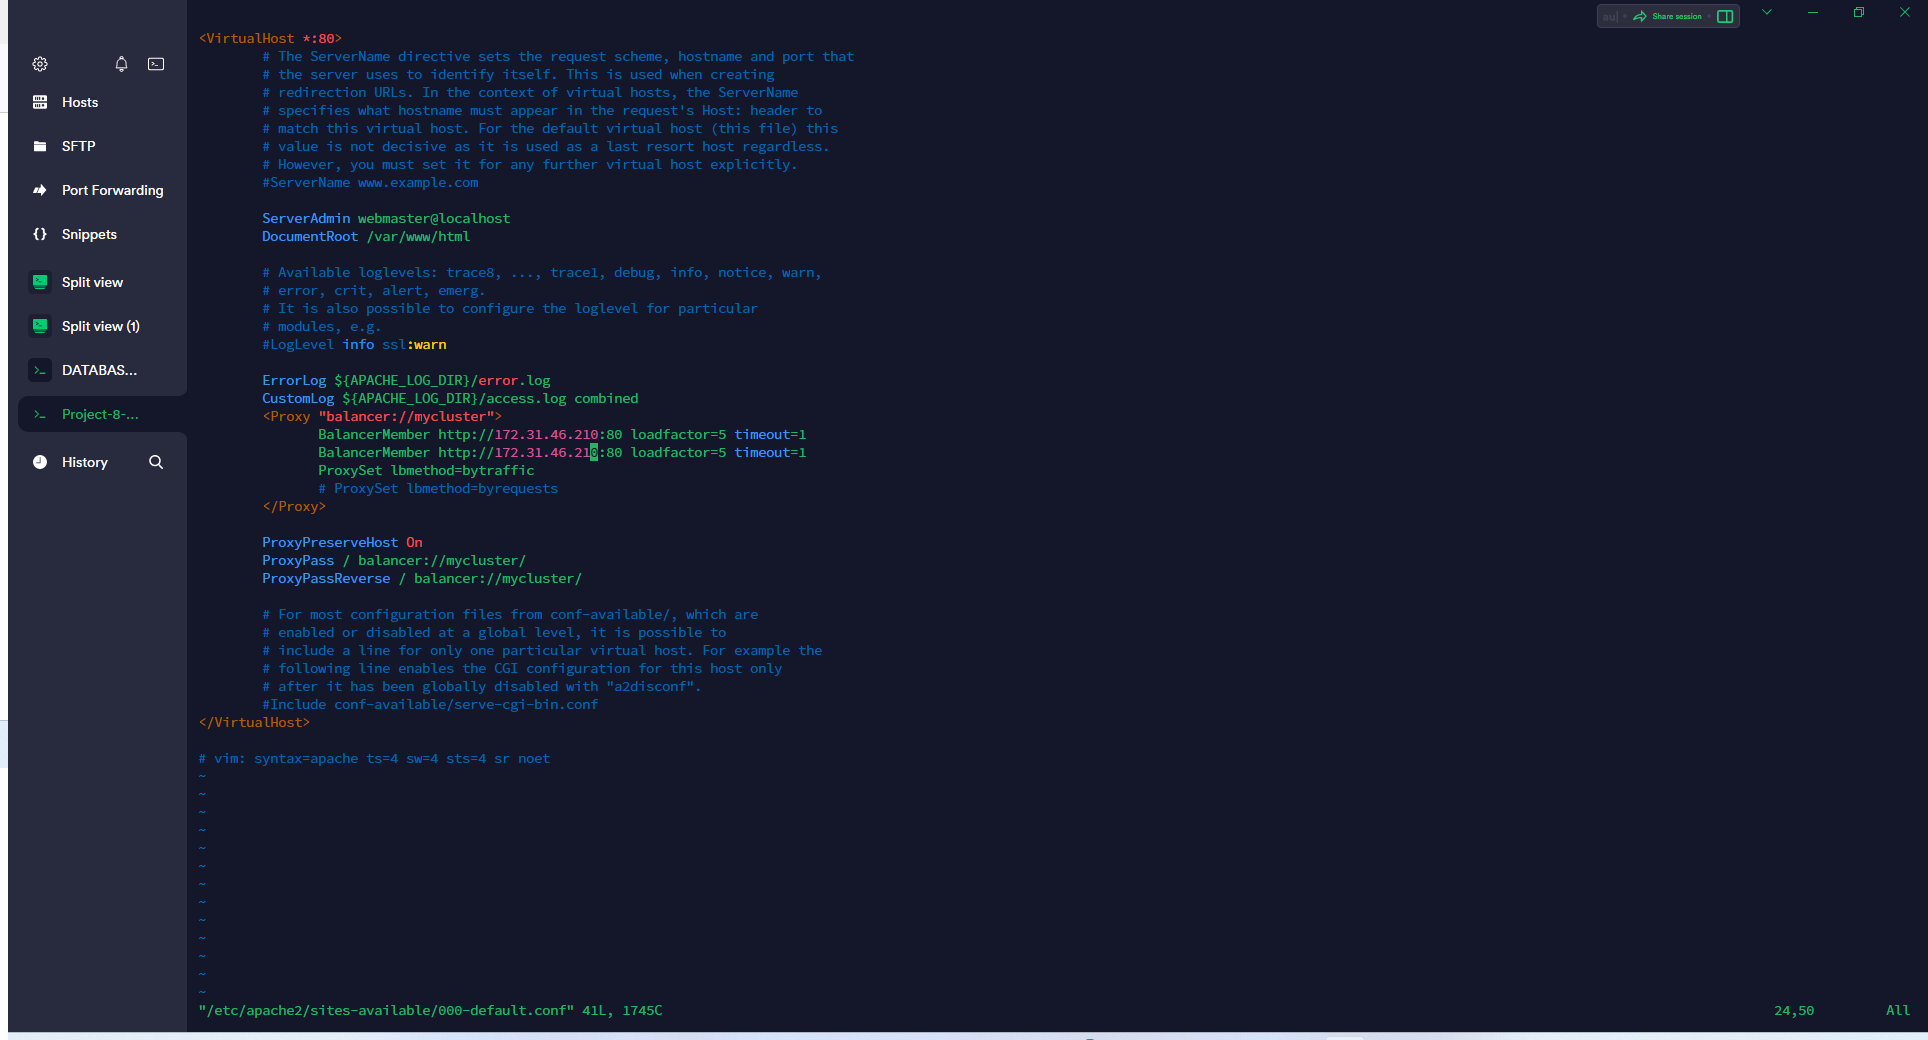 au| Share session
Hosts
SFTP
Port Forwarding
Snippets
Split view
Split view (1)
DATABAS...
Project-8-...
History
<VirtualHost *:80>
# The ServerName directive sets the request scheme, hostname and port that
# the server uses to identify itself. This is used when creating
# redirection URLs. In the context of virtual hosts, the ServerName
# specifies what hostname must appear in the request's Host: header to
# match this virtual host. For the default virtual host (this file) this
# value is not decisive as it is used as a last resort host regardless.
# However, you must set it for any further virtual host explicitly.
#ServerName www.example.com
ServerAdmin webmaster@localhost
DocumentRoot /var/www/html
# Available loglevels: trace8, ..., trace1, debug, info, notice, warn,
# error, crit, alert, emerg.
# It is also possible to configure the loglevel for particular
# modules, e.g.
#LogLevel info ssl:warn
ErrorLog ${APACHE_LOG_DIR}/error.log
CustomLog ${APACHE_LOG_DIR}/access.log combined
<Proxy "balancer://mycluster">
BalancerMember http://172.31.46.210:80 loadfactor=5 timeout=1
BalancerMember http://172.31.46.210:80 loadfactor=5 timeout=1
ProxySet lbmethod=bytraffic
# ProxySet lbmethod=byrequests
</Proxy>
ProxyPreserveHost On
ProxyPass / balancer://mycluster/
ProxyPassReverse / balancer://mycluster/
# For most configuration files from conf-available/, which are
# enabled or disabled at a global level, it is possible to
# include a line for only one particular virtual host. For example the
# following line enables the CGI configuration for this host only
# after it has been globally disabled with "a2disconf".
#Include conf-available/serve-cgi-bin.conf
</VirtualHost>
# vim: syntax=apache ts=4 sw=4 sts=4 sr noet
~
~
~
~
~
~
~
~
~
~
~
~
~
"/etc/apache2/sites-available/000-default.conf" 41L, 1745C 24,50 All